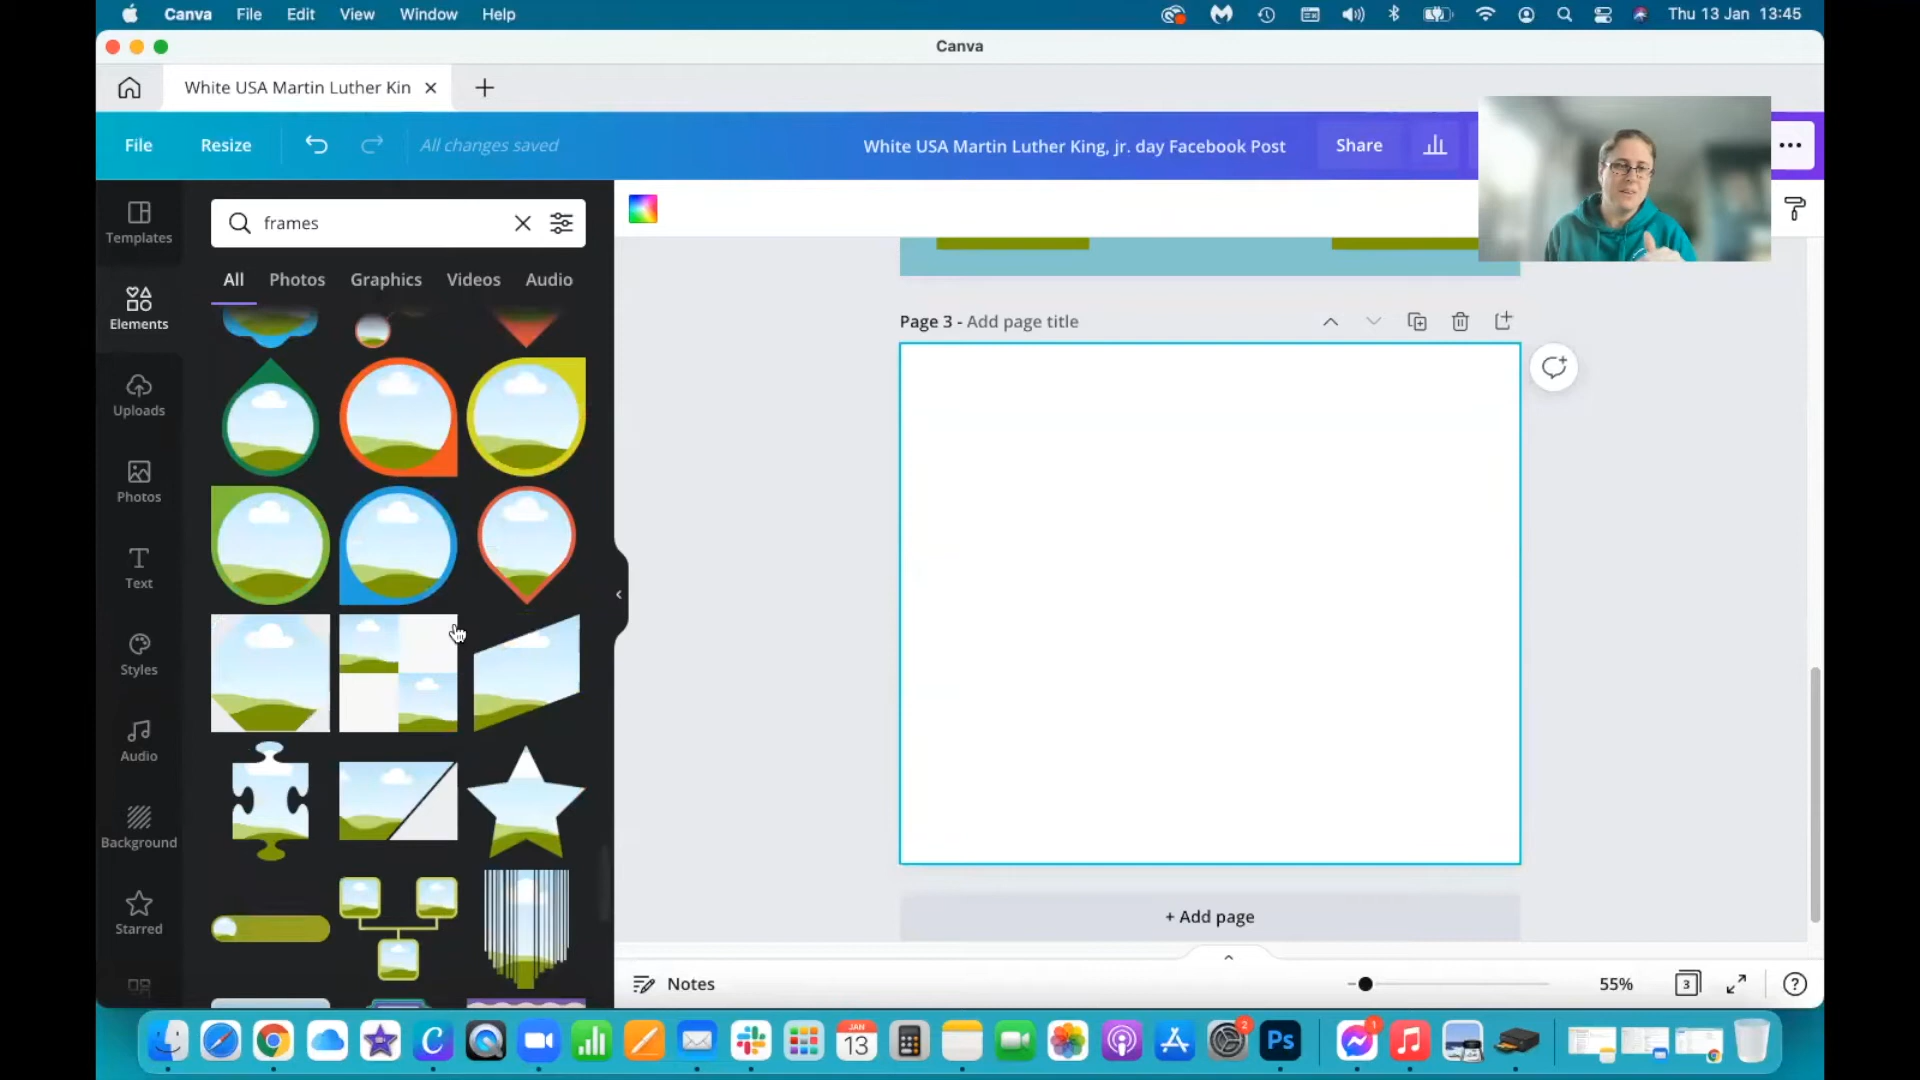 Canva File Edit View Window Help Thu 13 Jan 13:45
Canva
White USA Martin Luther Kin
File Resize All changes saved White USA Martin Luther King, jr. day Facebook Post Share
Templates
frames
All Photos Graphics Videos Audio
Elements
Page 3 - Add page title
Uploads
Photos
Text
Styles
Audio
Background
Starred
+ Add page
Notes 55% 3
JAN
13
2
Ps
1